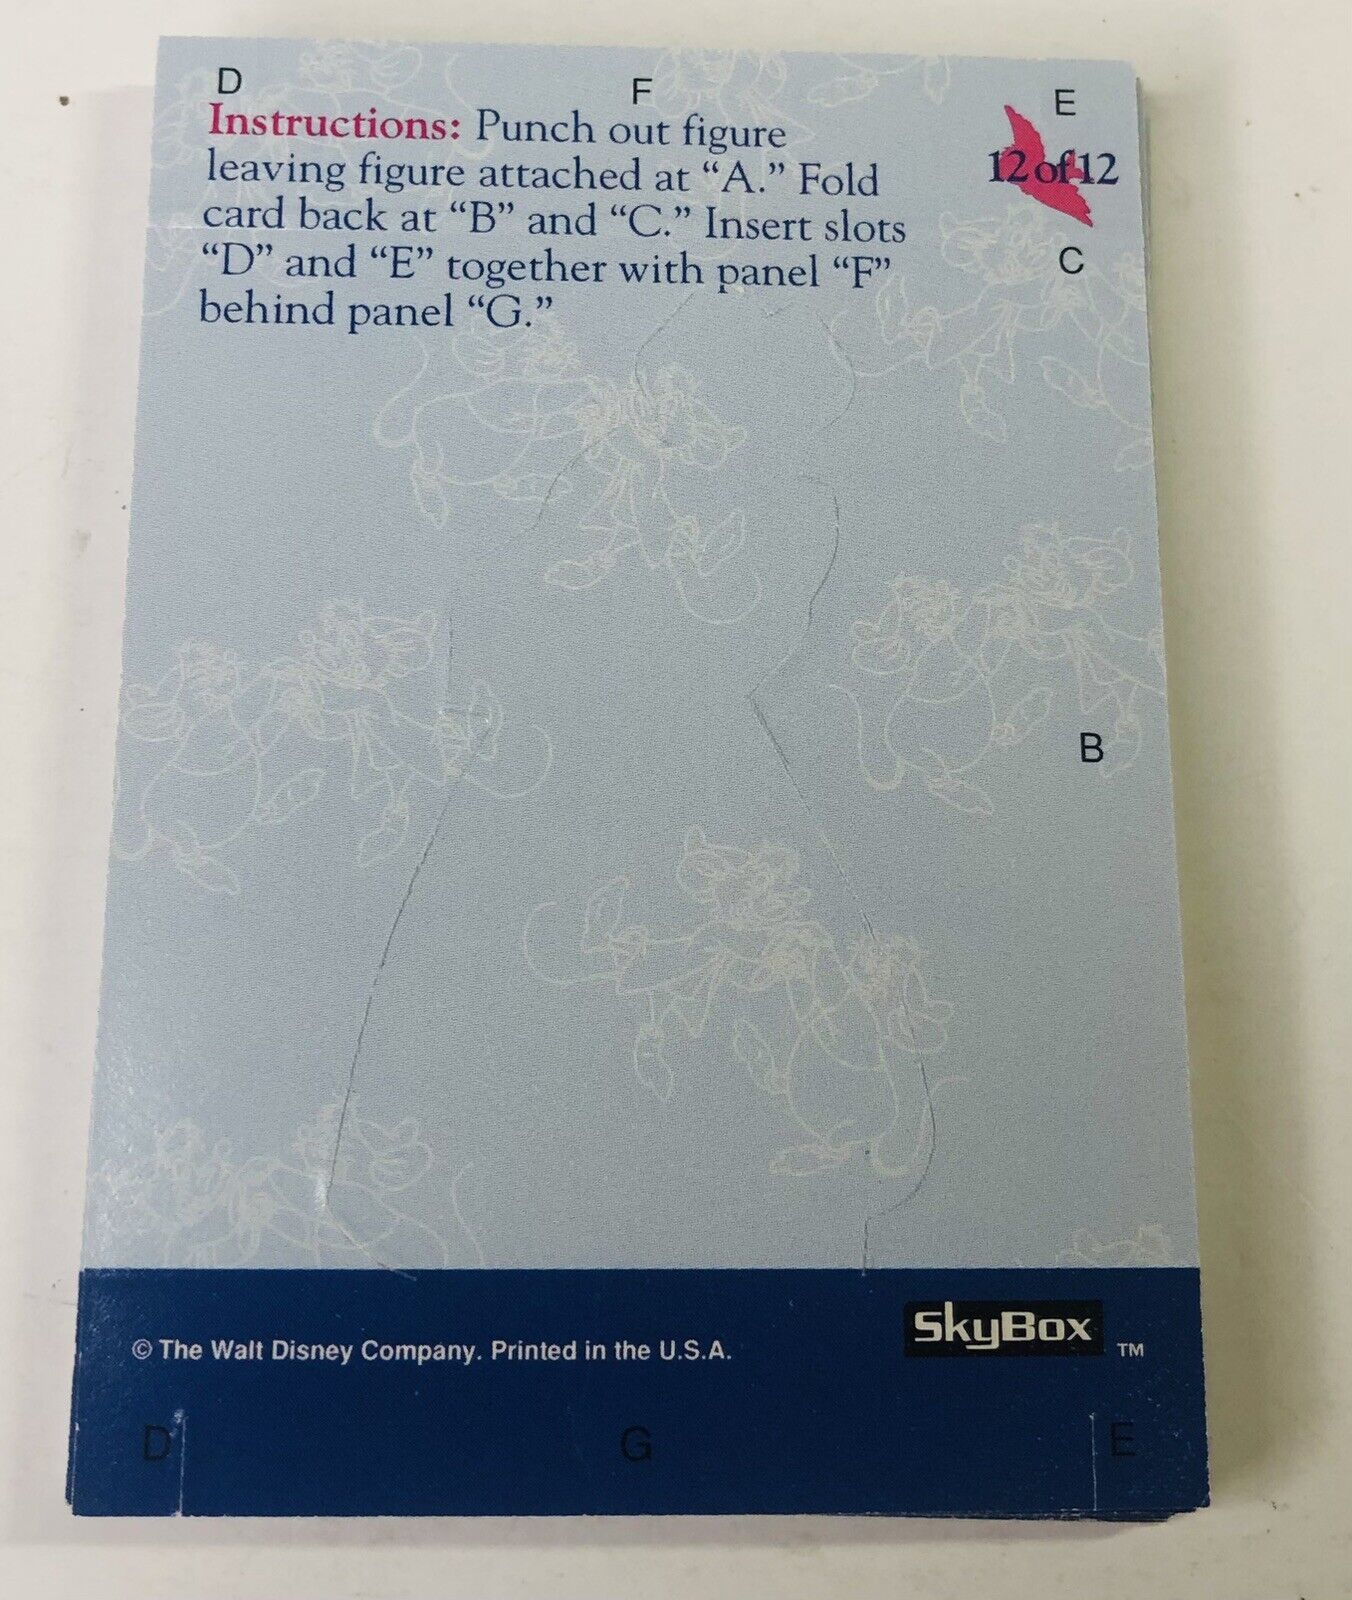 D F E
Instructions: Punch out figure
leaving figure attached at “A.” Fold
card back at “B” and “C.” Insert slots
“D” and “E” together with panel “F”
behind panel “G.”
12 of 12
C
B
© The Walt Disney Company. Printed in the U.S.A.
SkyBox ™
D G E